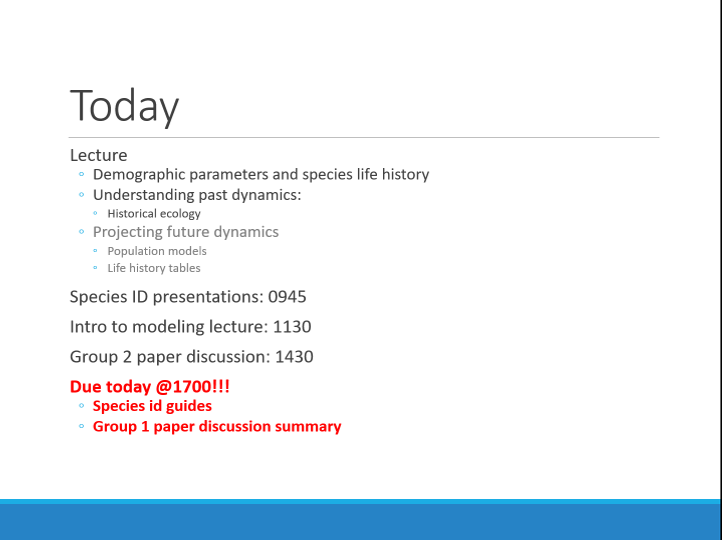 Today
Lecture
Demographic parameters and species life history
Understanding past dynamics:
Historical ecology
Projecting future dynamics
Population models
Life history tables
Species ID presentations: 0945
Intro to modeling lecture: 1130
Group 2 paper discussion: 1430
Due today @1700!!!
Species id guides
Group 1 paper discussion summary